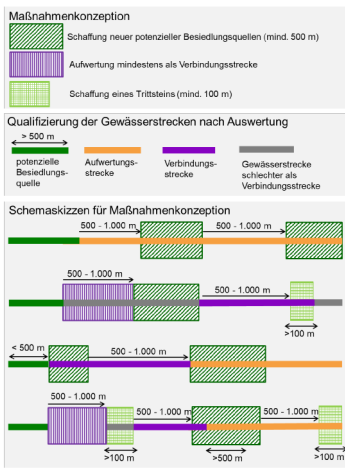 Maßnahmenkonzeption
Schaffung neuer potenzieller Besiedlungsquellen (mind. 500 m)
Aufwertung mindestens als Verbindungsstrecke
Schaffung eines Trittsteins (mind. 100 m)
Qualifizierung der Gewässerstrecken nach Auswertung
> 500 m
potenzielle
Besiedlungs-
quelle
Aufwertungs-
strecke
Verbindungs-
strecke
Gewässerstrecke
schlechter als
Verbindungsstrecke
Schemaskizzen für Maßnahmenkonzeption
500 - 1.000 m
500 - 1.000 m
500 - 1.000 m
500 - 1.000 m
>100 m
< 500 m
500 - 1.000 m
500 - 1.000 m
500 - 1.000 m
500 - 1.000 m
500 - 1.000 m
>100 m
>500 m
>100 m